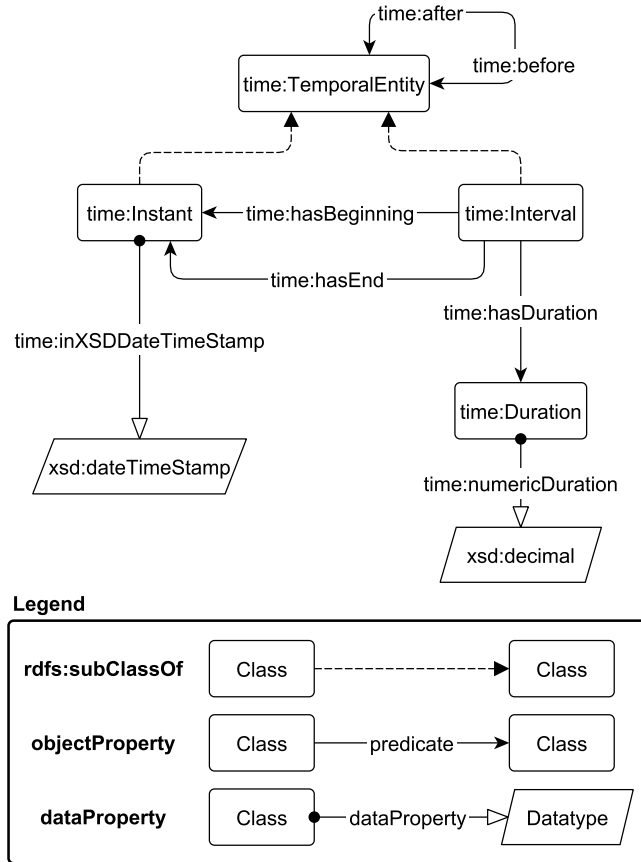 time:after
time:before
time:TemporalEntity
time:Instant
time:hasBeginning
time:Interval
time:hasEnd
time:hasDuration
time:inXSDDateTimeStamp
time:Duration
xsd:dateTimeStamp
time:numericDuration
xsd:decimal
Legend
rdfs:subClassOf
Class
Class
objectProperty
Class
predicate
Class
dataProperty
Class
dataProperty
Datatype